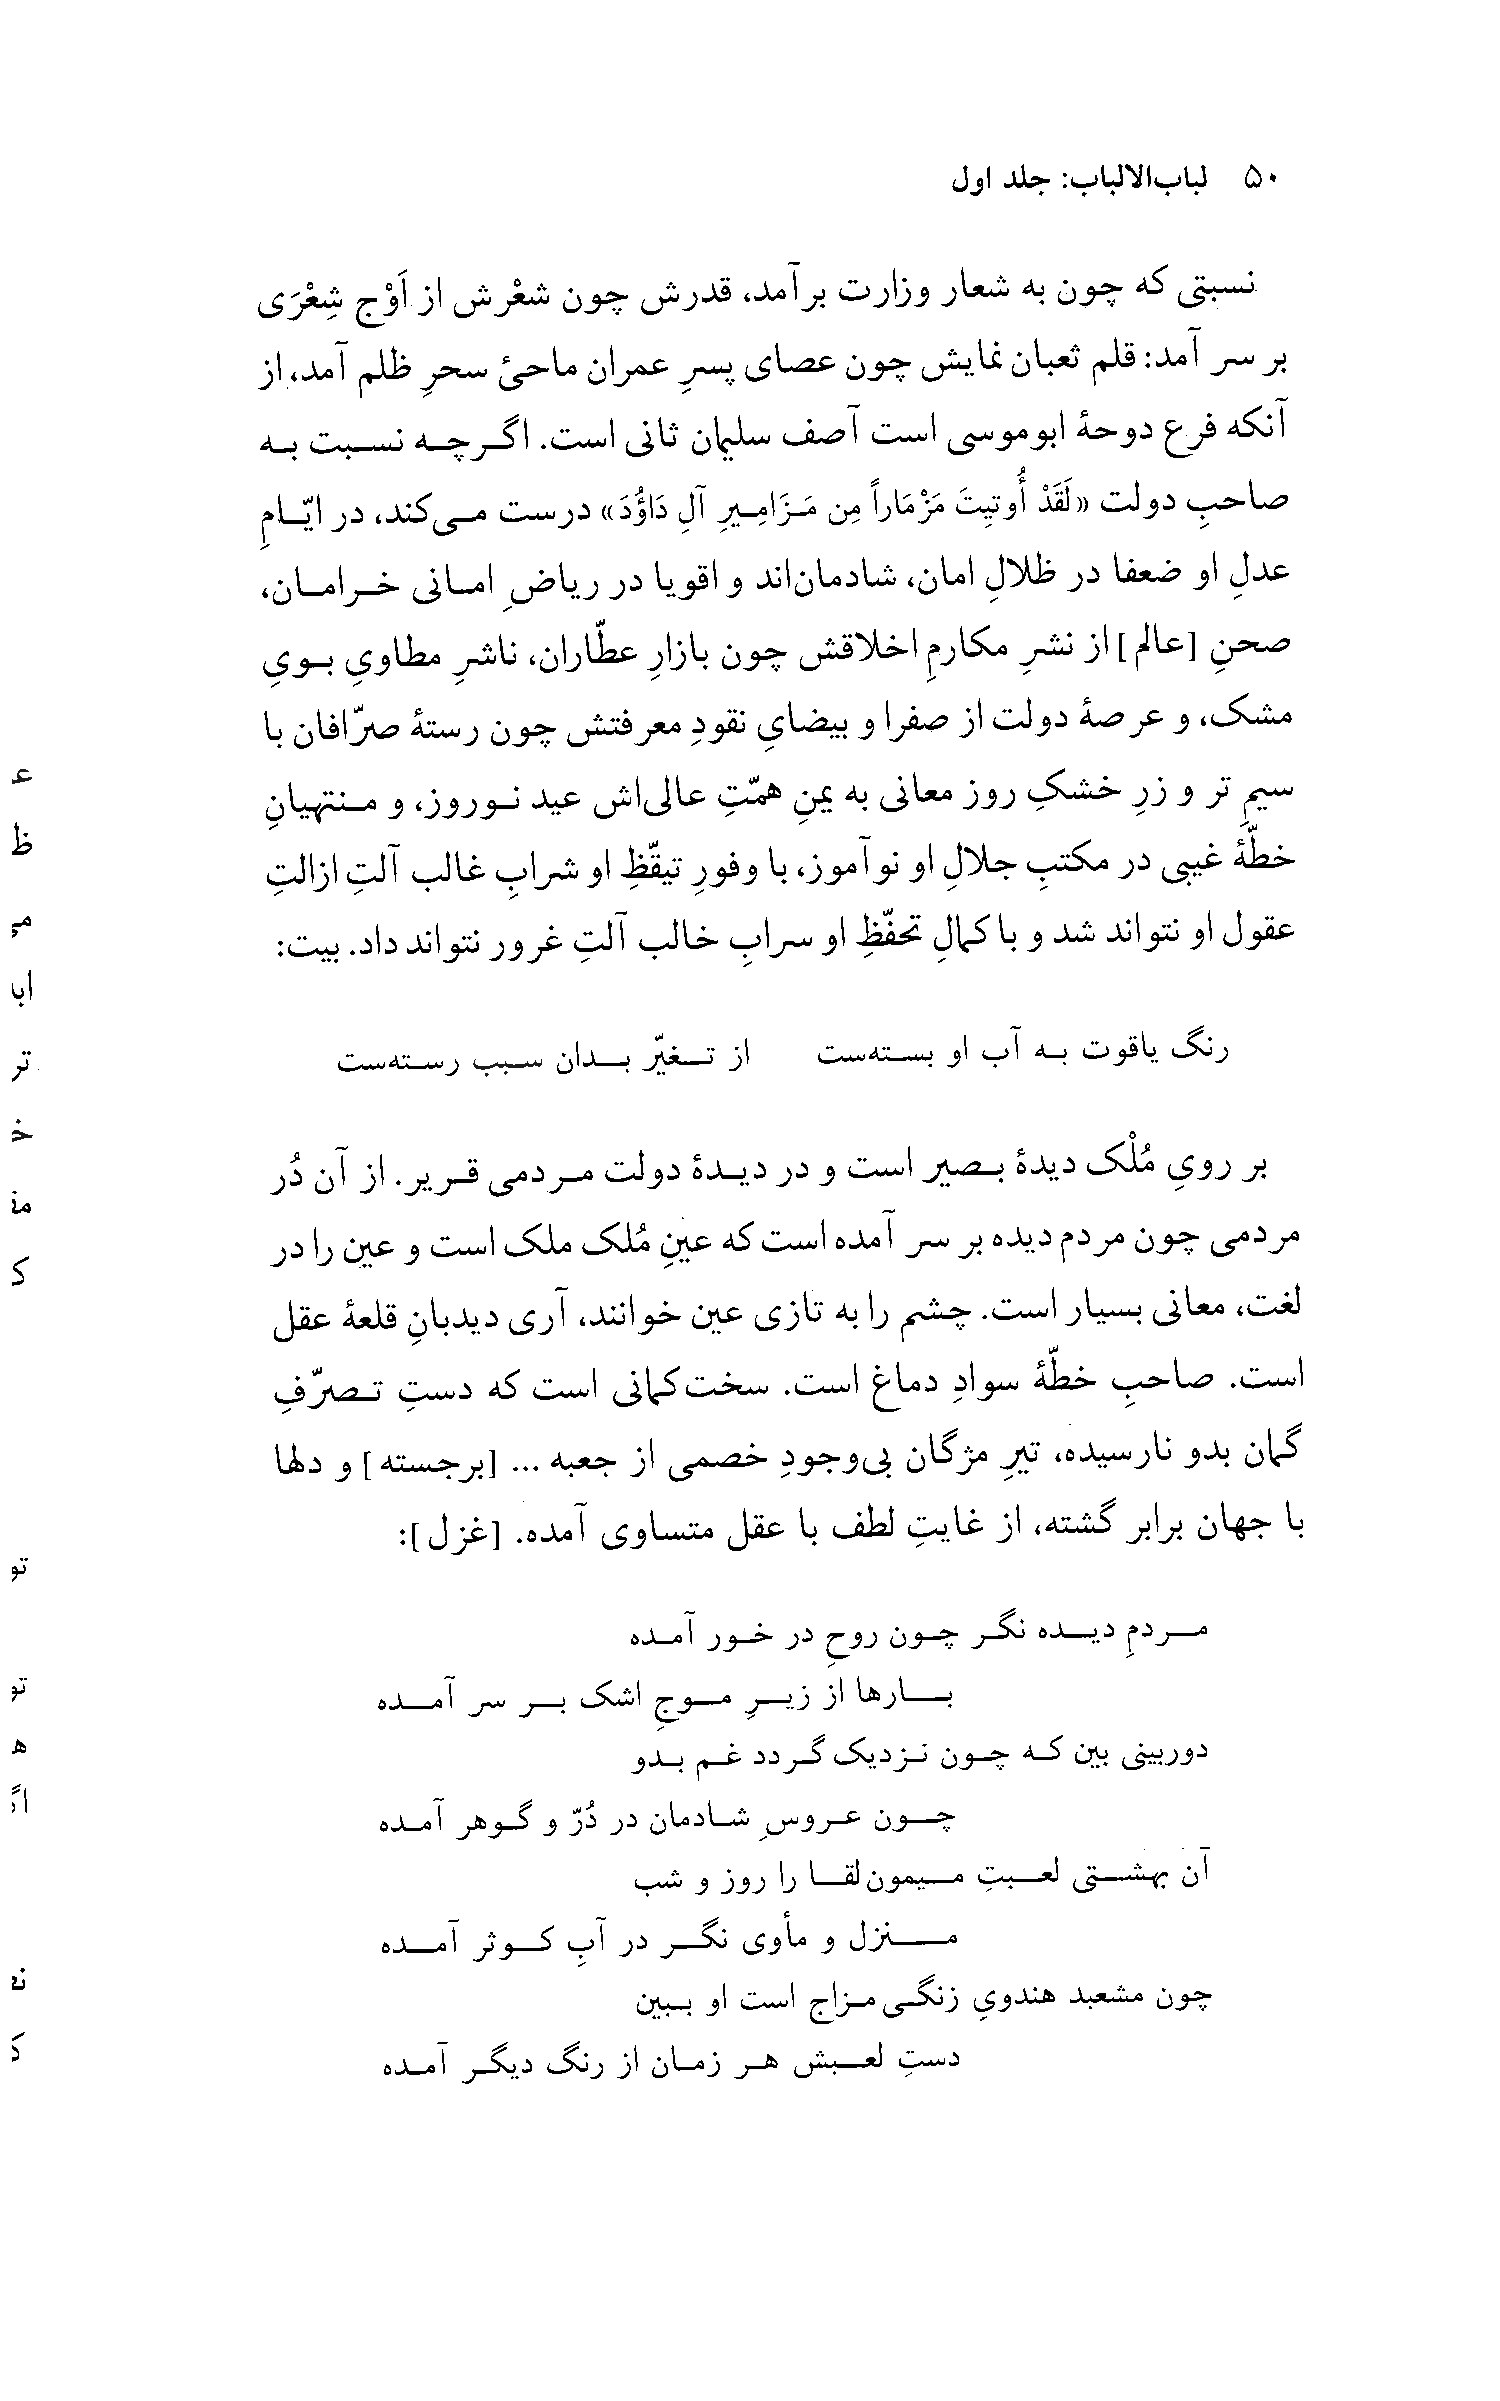 ۵۰ لباب‌الالباب: جلد اول
نسبتی که چون به شعار وزارت برآمد، قدرش چون شعْرش از اَوْج شِعْرَی
بر سر آمد: قلم ثعبان نمایش چون عصای پسرِ عمران ماحیٔ سحرِ ظلم آمد، از
آنکه فرع دوحهٔ ابوموسی است آصف سلیمان ثانی است. اگرچه نسبت به
صاحبِ دولت «لَقَدْ أُوتیِتَ مَزْمَاراً مِن مَزَامِیرِ آلِ دَاوُدَ» درست می‌کند، در ایّامِ
عدلِ او ضعفا در ظلالِ امان، شادمان‌اند و اقویا در ریاضِ امانی خرامان،
صحنِ [عالم] از نشرِ مکارمِ اخلاقش چون بازارِ عطّاران، ناشرِ مطاویِ بویِ
مشک، و عرصهٔ دولت از صفرا و بیضایِ نقودِ معرفتش چون رستهٔ صرّافان با
سیمِ تر و زرِ خشکِ روز معانی به یمنِ همّتِ عالی‌اش عید نوروز، و منتهیانِ
خطّهٔ غیبی در مکتبِ جلالِ او نوآموز، با وفورِ تیقّظِ او شرابِ غالب آلتِ ازالتِ
عقول او نتواند شد و با کمالِ تحفّظِ او سرابِ خالب آلتِ غرور نتواند داد. بیت:
رنگ یاقوت به آب او بسته‌ست از تغیّر بدان سبب رسته‌ست
بر رویِ مُلْک دیدهٔ بصیر است و در دیدهٔ دولت مردمی قریر. از آن دُر
مردمی چون مردم دیده بر سر آمده است که عینِ مُلک ملک است و عین را در
لغت، معانی بسیار است. چشم را به تازی عین خوانند، آری دیدبانِ قلعهٔ عقل
است. صاحبِ خطّهٔ سوادِ دماغ است. سخت‌کمانی است که دستِ تصرّفِ
گمان بدو نارسیده، تیرِ مژگان بی‌وجودِ خصمی از جعبه ... [برجسته] و دلها
با جهان برابر گشته، از غایتِ لطف با عقل متساوی آمده. [غزل]:
مردمِ دیده نگر چون روحِ در خور آمده
بارها از زیرِ موجِ اشک بر سر آمده
دوربینی بین که چون نزدیک گردد غم بدو
چون عروسِ شادمان در دُرّ و گوهر آمده
آن بهشتی لعبتِ میمون‌لقا را روز و شب
منزل و مأوی نگر در آبِ کوثر آمده
چون مشعبد هندویِ زنگی‌مزاج است او ببین
دستِ لعبش هر زمان از رنگ دیگر آمده